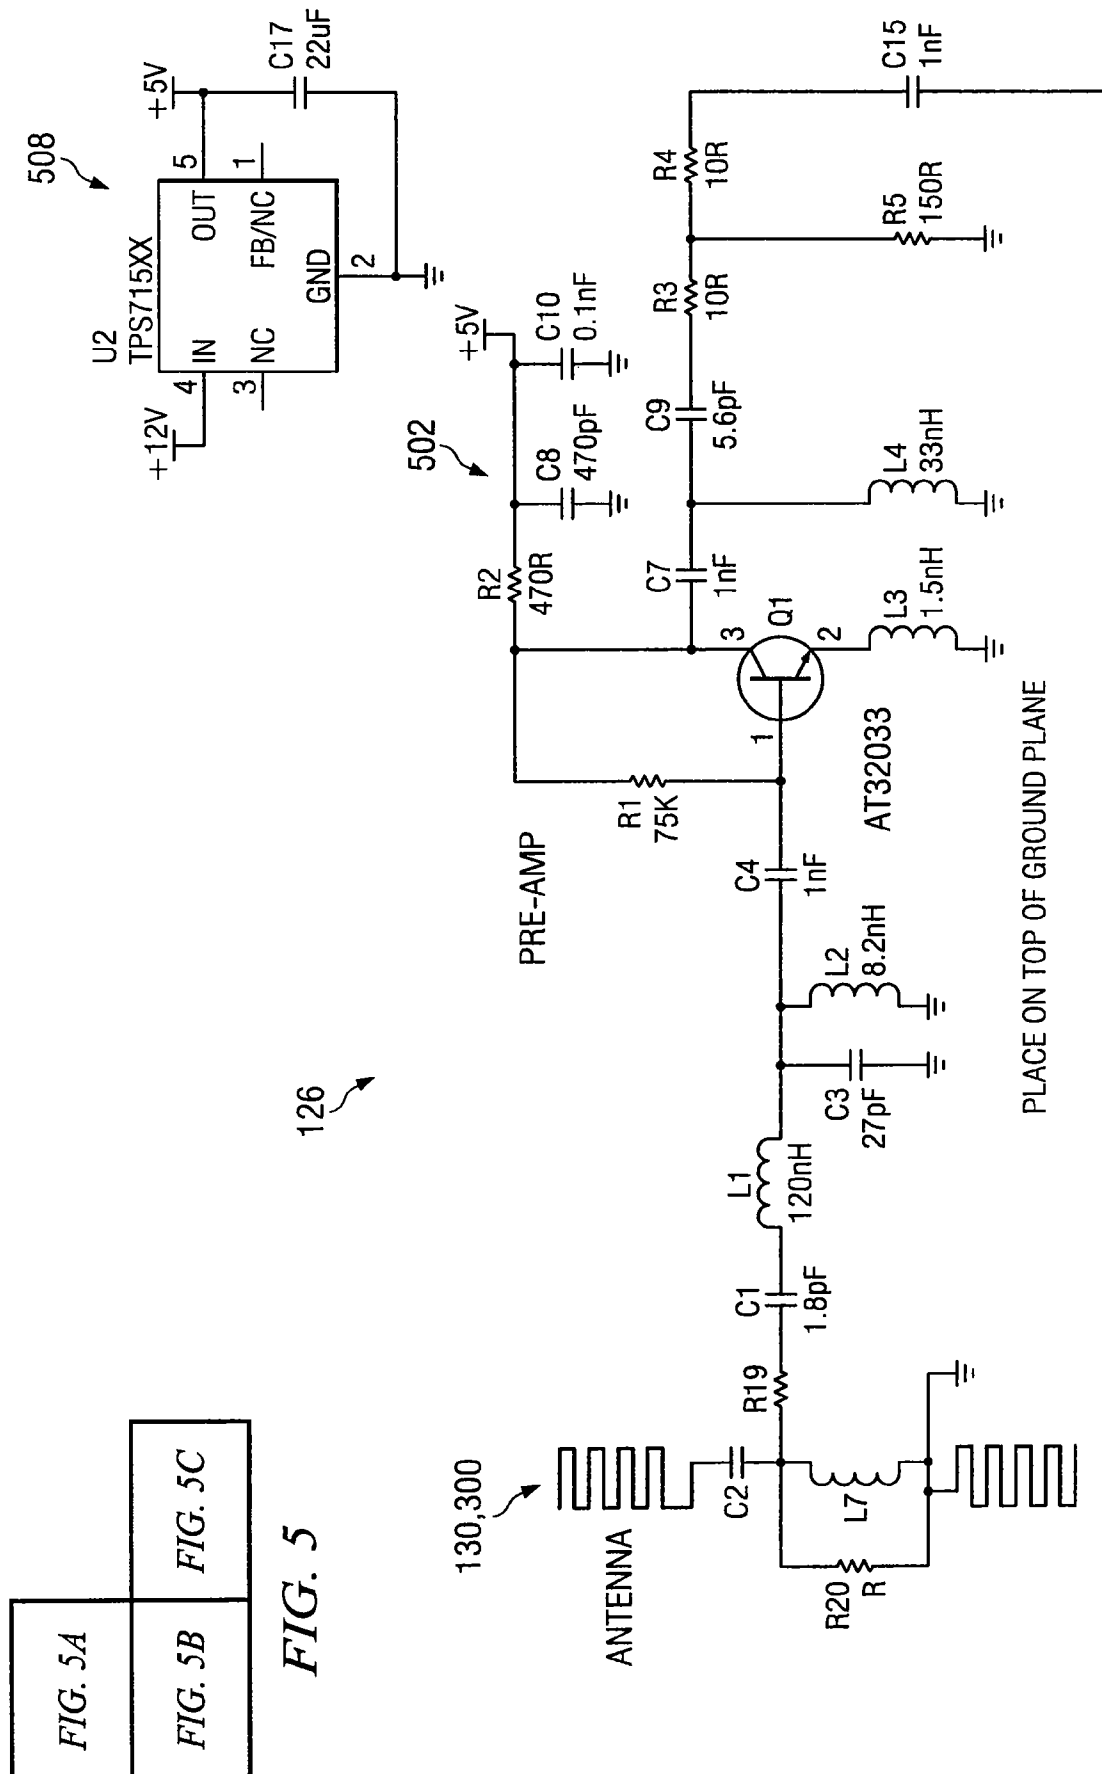 FIG. 5A
FIG. 5B
FIG. 5C
FIG. 5
126
508
U2
TPS715XX
+12V
4
IN
OUT
5
+5V
3
NC
FB/NC
1
GND
2
C17
22uF
502
+5V
R2
470R
C8
470pF
C10
0.1nF
PRE-AMP
R1
75K
C7
1nF
C9
5.6pF
R3
10R
R4
10R
3
Q1
1
2
AT32033
L3
1.5nH
L4
33nH
R5
150R
C15
1nF
130,300
ANTENNA
C2
R19
C1
1.8pF
L1
120nH
C4
1nF
R20
R
L7
C3
27pF
L2
8.2nH
PLACE ON TOP OF GROUND PLANE